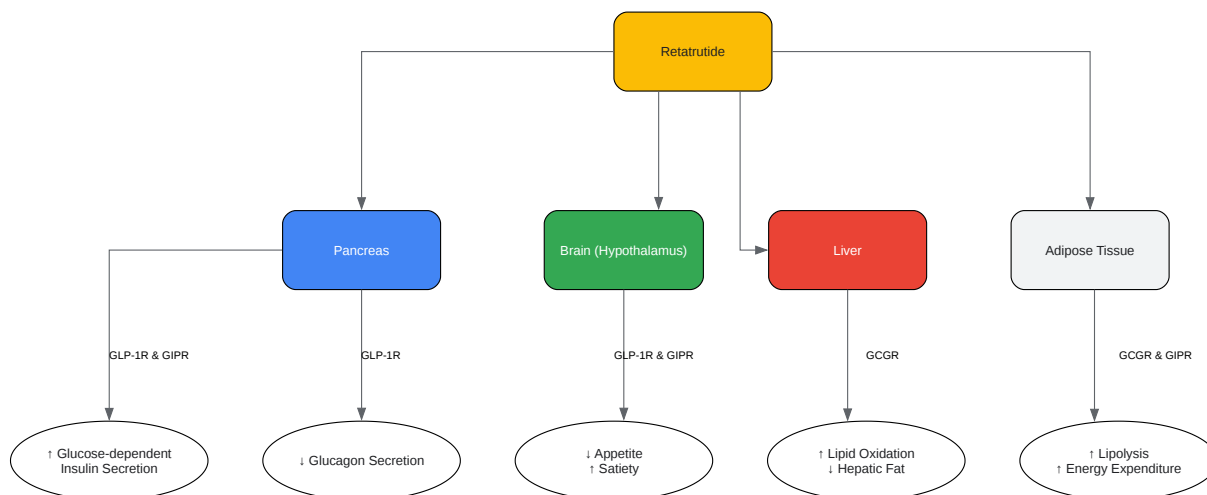 Retatrutide
Pancreas
Brain (Hypothalamus)
Liver
Adipose Tissue
GLP-1R & GIPR
GLP-1R
GLP-1R & GIPR
GCGR
GCGR & GIPR
↑ Glucose-dependent
Insulin Secretion
↓ Glucagon Secretion
↓ Appetite
↑ Satiety
↑ Lipid Oxidation
↓ Hepatic Fat
↑ Lipolysis
↑ Energy Expenditure